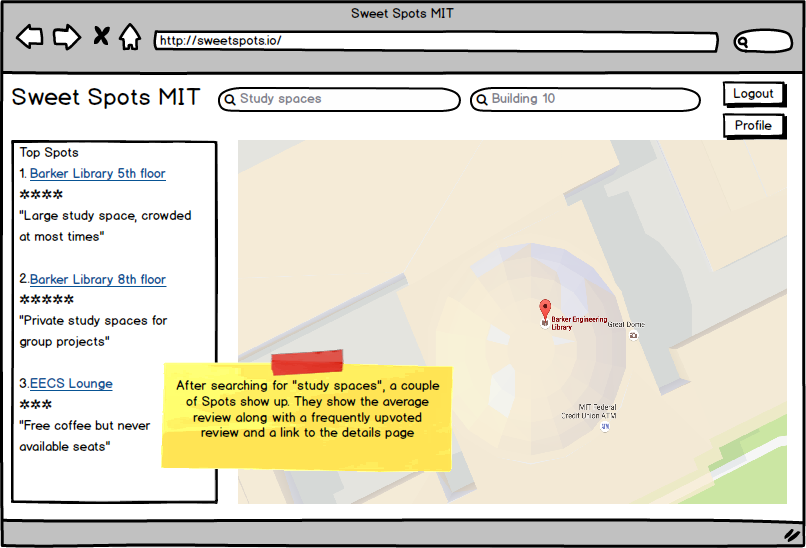 Sweet Spots MIT
http://sweetspots.io/
Sweet Spots MIT
Study spaces
Building 10
Logout
Profile
Top Spots
1. Barker Library 5th floor
****
"Large study space, crowded
at most times"
2.Barker Library 8th floor
*****
"Private study spaces for
group projects"
3.EECS Lounge
***
"Free coffee but never
available seats"
After searching for "study spaces", a couple
of Spots show up. They show the average
review along with a frequently upvoted
review and a link to the details page
Barker Engineering
Library
Great Dome
MIT Federal
Credit Union ATM